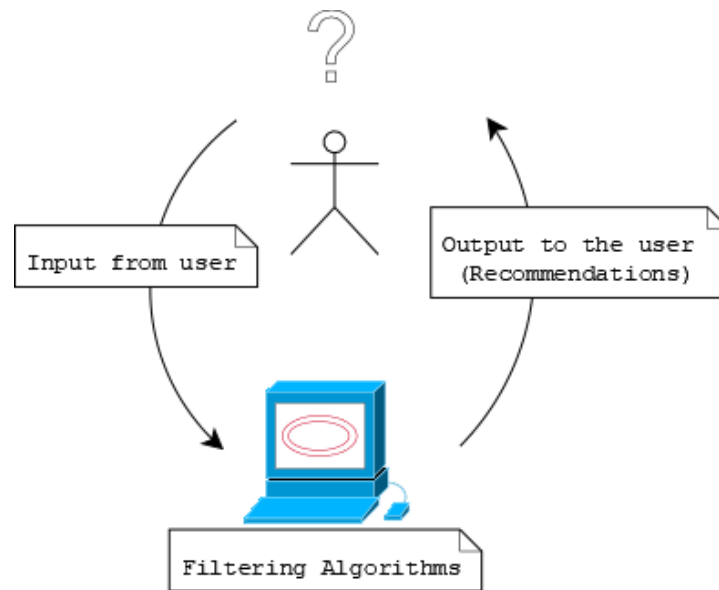 ?
Input from user
Output to the user
(Recommendations)
Filtering Algorithms